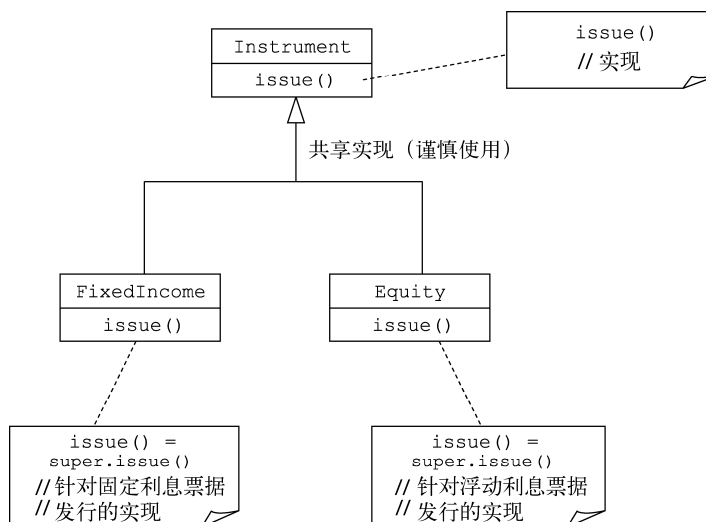 Instrument
issue()
issue()
// 实现
共享实现（谨慎使用）
FixedIncome
issue()
Equity
issue()
issue() =
super.issue()
// 针对固定利息票据
// 发行的实现
issue() =
super.issue()
// 针对浮动利息票据
// 发行的实现